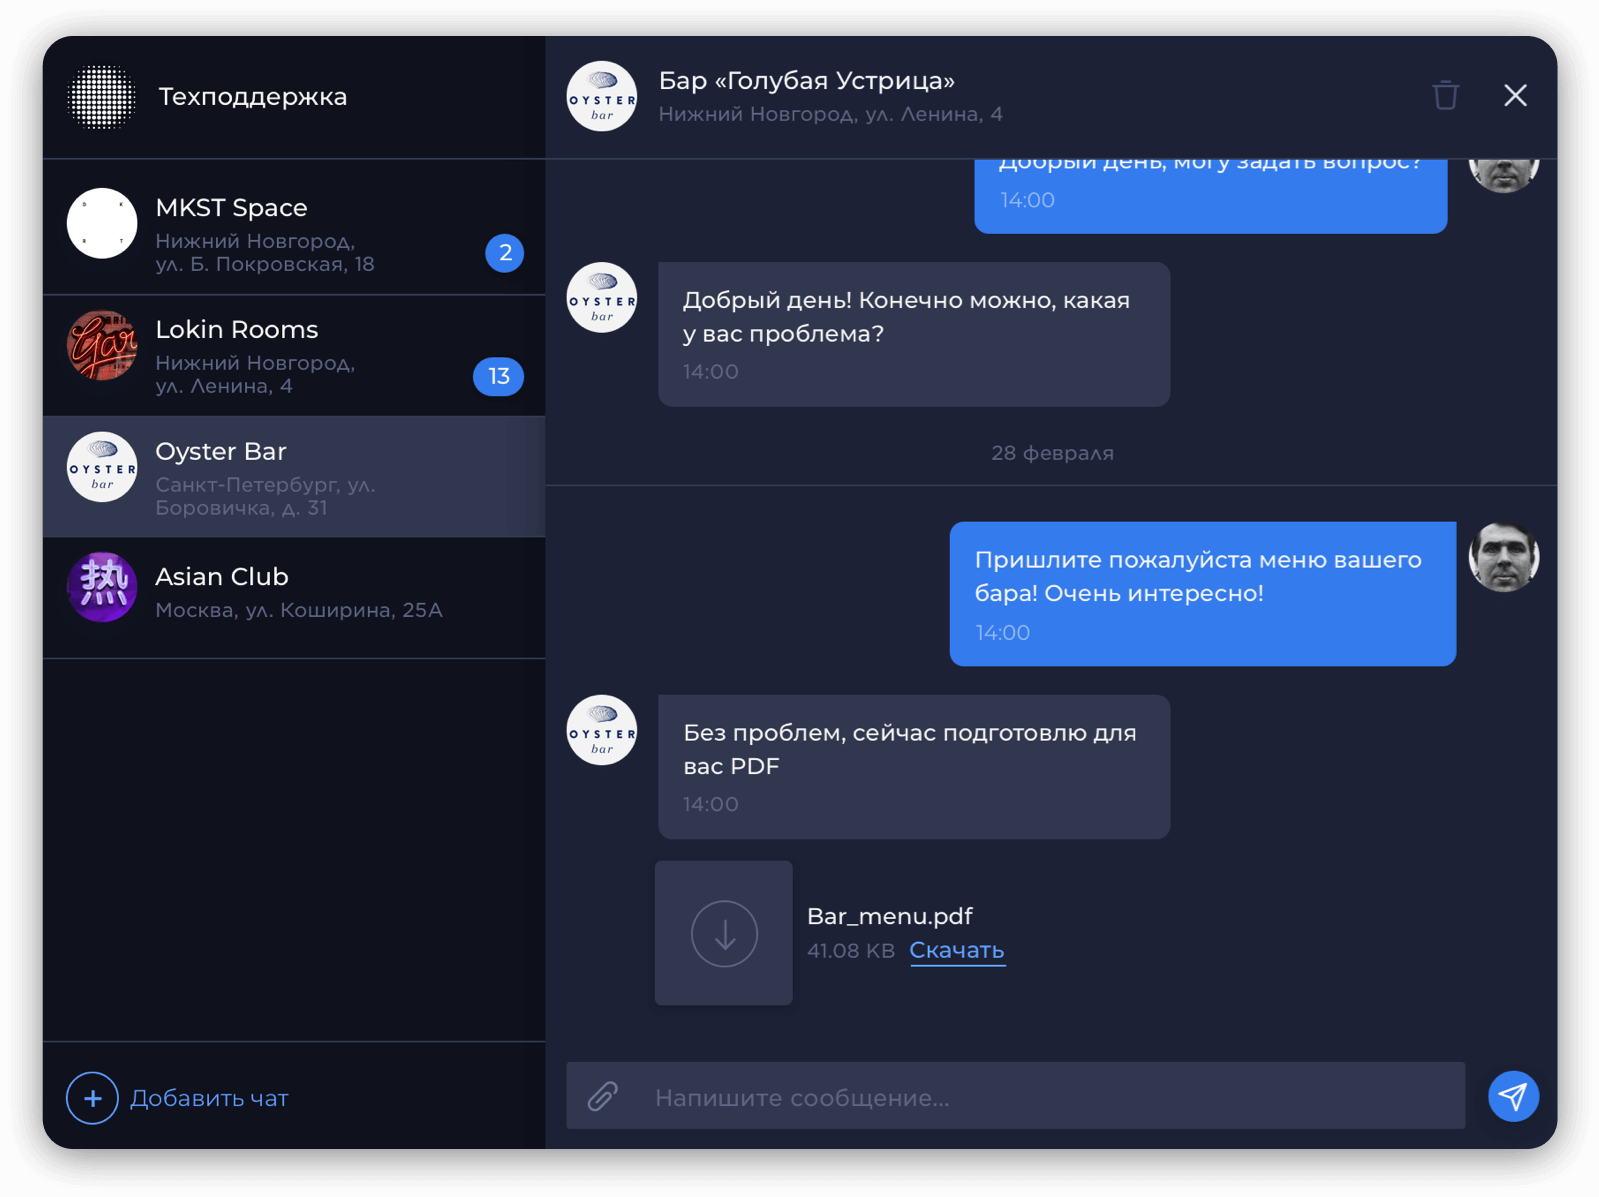 Техподдержка
MKST Space
Нижний Новгород,
ул. Б. Покровская, 18
2
Lokin Rooms
Нижний Новгород,
ул. Ленина, 4
13
OYSTER
bar
Oyster Bar
Санкт-Петербург, ул.
Боровичка, д. 31
热
Asian Club
Москва, ул. Коширина, 25А
Добавить чат
OYSTER
bar
Бар «Голубая Устрица»
Нижний Новгород, ул. Ленина, 4
Добрый день, могу задать вопрос?
14:00
OYSTER
bar
Добрый день! Конечно можно, какая
у вас проблема?
14:00
28 февраля
Пришлите пожалуйста меню вашего
бара! Очень интересно!
14:00
OYSTER
bar
Без проблем, сейчас подготовлю для
вас PDF
14:00
Bar_menu.pdf
41.08 KB Скачать
Напишите сообщение...